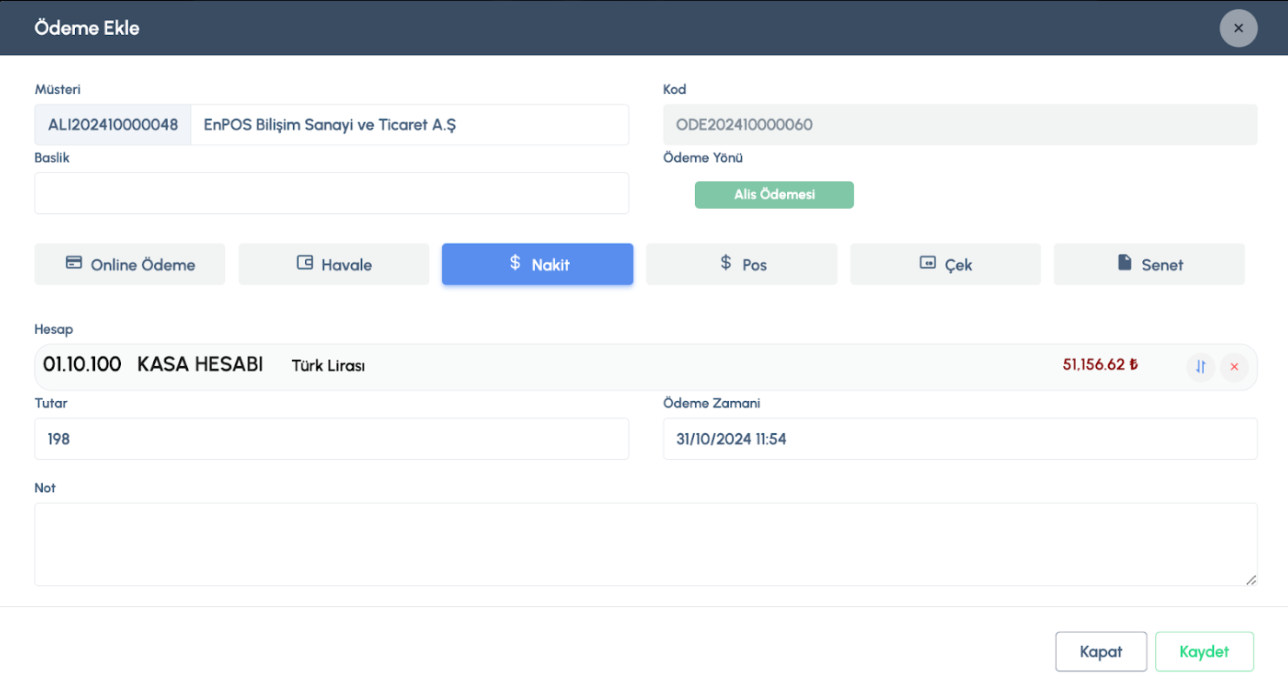 Ödeme Ekle
Müsteri
Kod
ALI202410000048 EnPOS Bilişim Sanayi ve Ticaret A.Ş
ODE202410000060
Baslik
Ödeme Yönü
Alis Ödemesi
Online Ödeme
Havale
Nakit
Pos
Çek
Senet
Hesap
01.10.100 KASA HESABI Türk Lirası 51,156.62 ₺
Tutar
Ödeme Zamani
198
31/10/2024 11:54
Not
Kapat
Kaydet